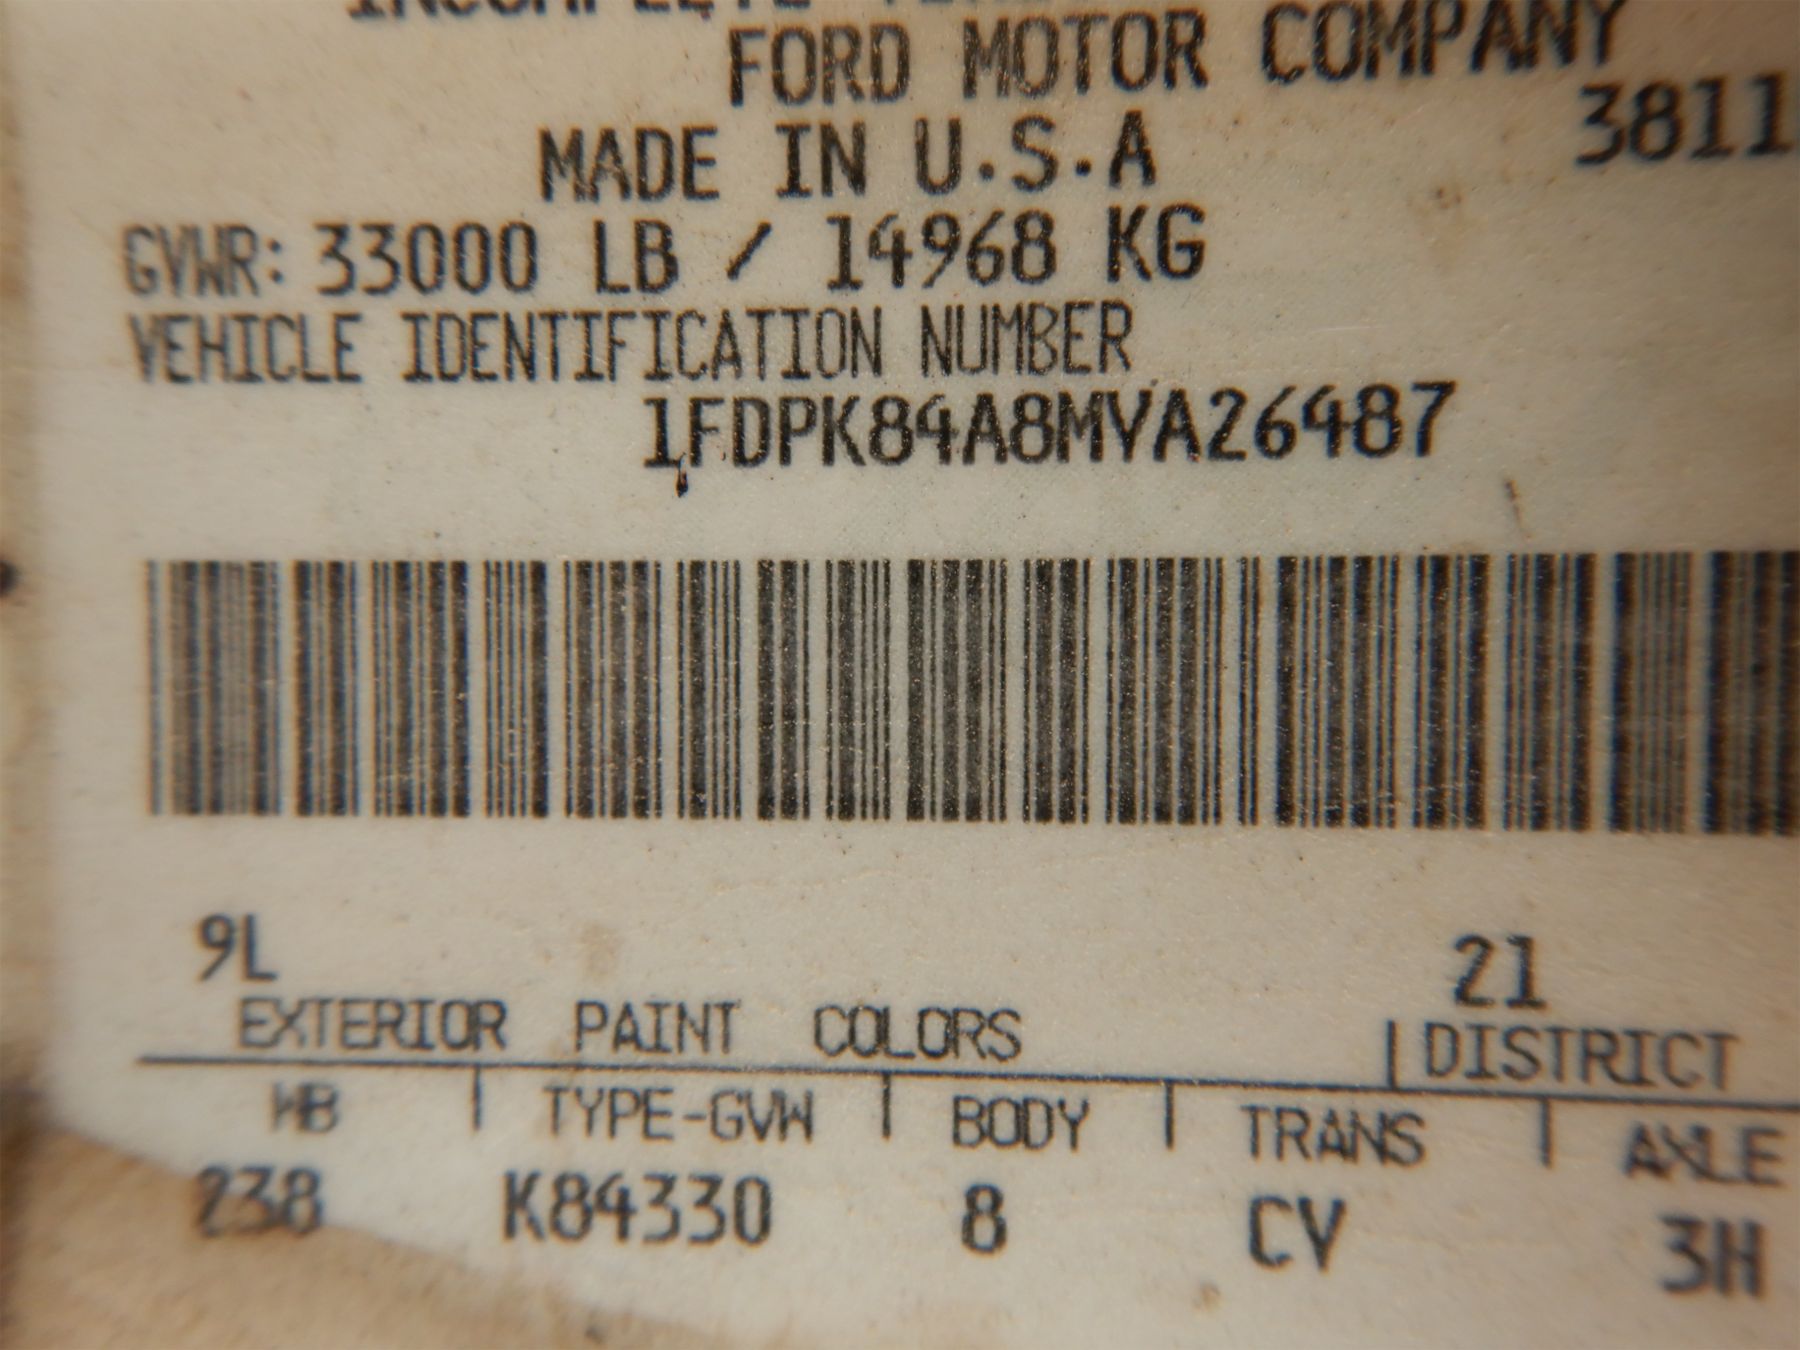 FORD MOTOR COMPANY
3811
MADE IN U.S.A
GVWR: 33000 LB / 14968 KG
VEHICLE IDENTIFICATION NUMBER
1FDPK84A8MVA26487
9L 21
EXTERIOR PAINT COLORS DISTRICT
WB TYPE-GVW BODY TRANS AXLE
238 K84330 8 CV 3H